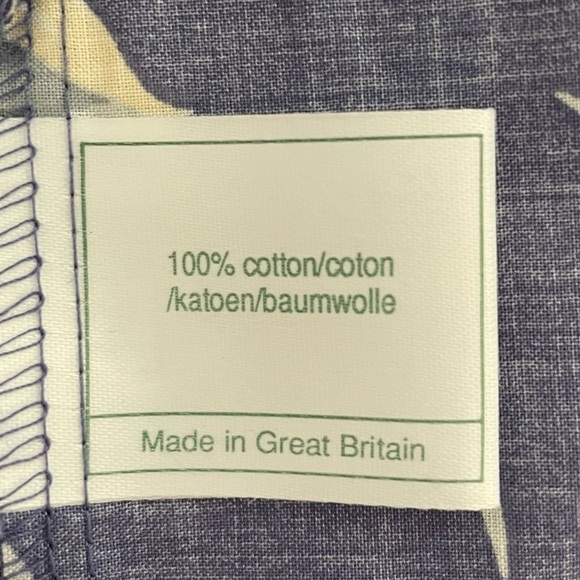 100% cotton/coton
/katoen/baumwolle
Made in Great Britain